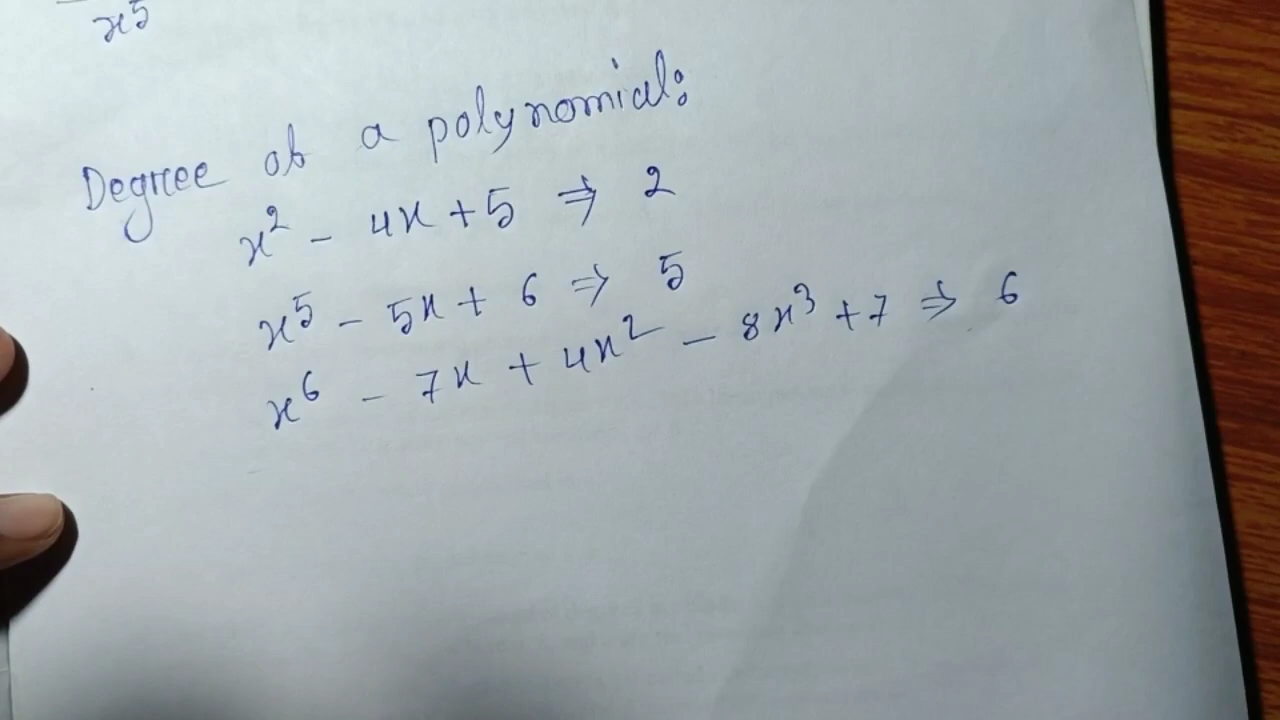 x⁵
Degree of a polynomial:
x² - 4x + 5 ⇒ 2
x⁵ - 5x + 6 ⇒ 5
x⁶ - 7x + 4x² - 8x³ + 7 ⇒ 6